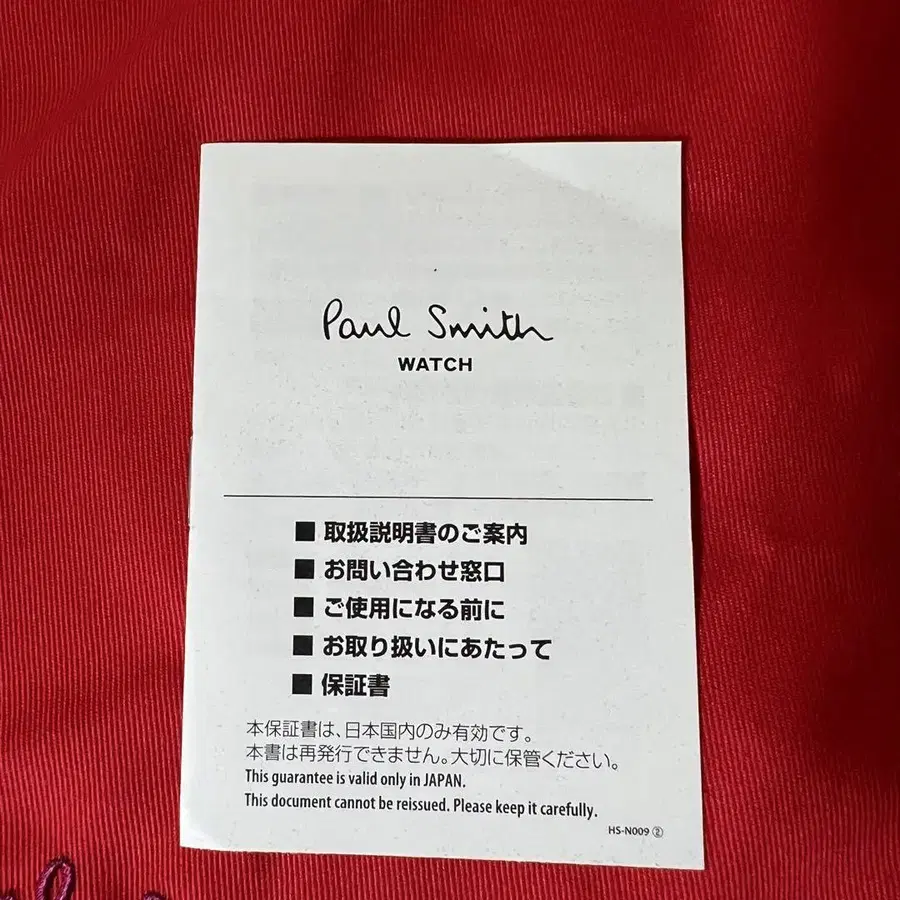 Paul Smith
WATCH
■ 取扱説明書のご案内
■ お問い合わせ窓口
■ ご使用になる前に
■ お取り扱いにあたって
■ 保証書
本保証書は、日本国内のみ有効です。
本書は再発行できません。大切に保管ください。
This guarantee is valid only in JAPAN.
This document cannot be reissued. Please keep it carefully.
HS-N009 ②